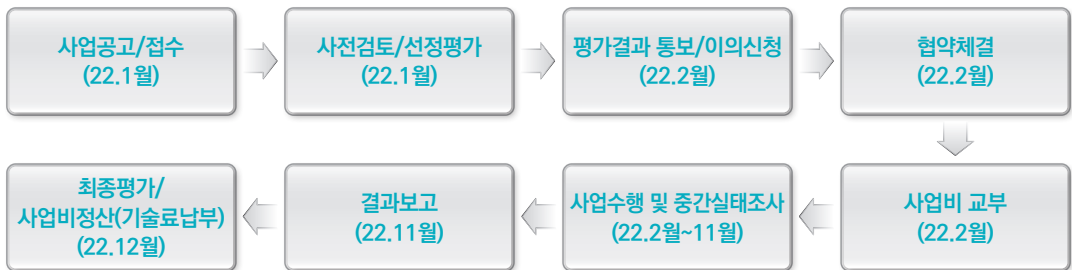 사업공고/접수
(22.1월)
사전검토/선정평가
(22.1월)
평가결과 통보/이의신청
(22.2월)
협약체결
(22.2월)
사업비 교부
(22.2월)
사업수행 및 중간실태조사
(22.2월~11월)
결과보고
(22.11월)
최종평가/
사업비정산(기술료납부)
(22.12월)